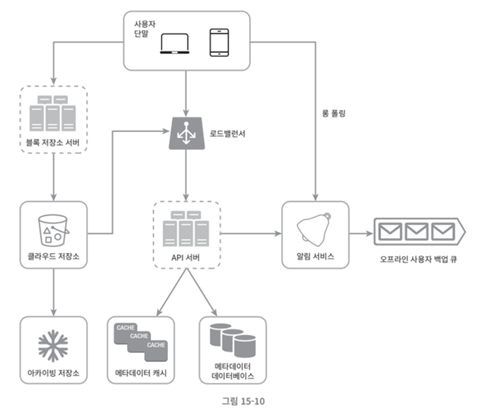 사용자
단말
블록 저장소 서버
로드밸런서
롱 폴링
클라우드 저장소
API 서버
알림 서비스
오프라인 사용자 백업 큐
아카이빙 저장소
CACHE
CACHE
CACHE
메타데이터 캐시
메타데이터
데이터베이스
그림 15-10